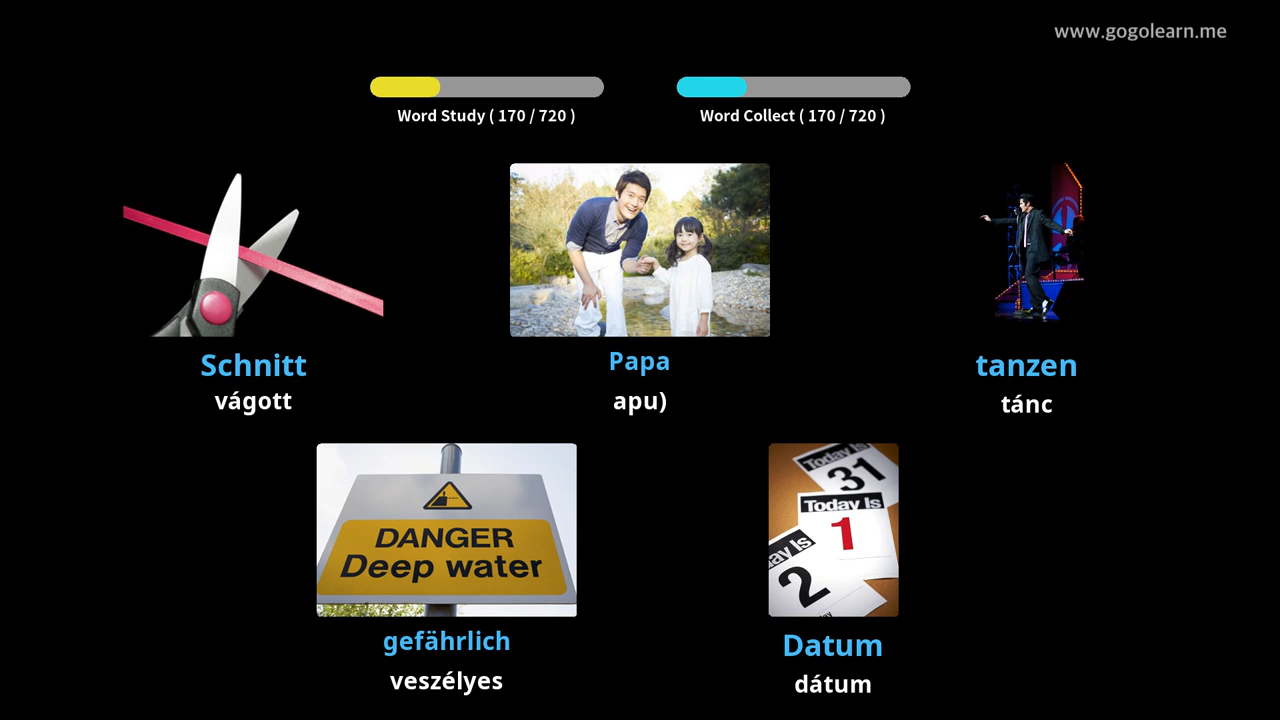 www.gogolearn.me
Word Study ( 170 / 720 )
Word Collect ( 170 / 720 )
Schnitt
vágott
Papa
apu)
tanzen
tánc
DANGER
Deep water
gefährlich
veszélyes
Today Is
31
Today Is
1
ay Is
2
Datum
dátum